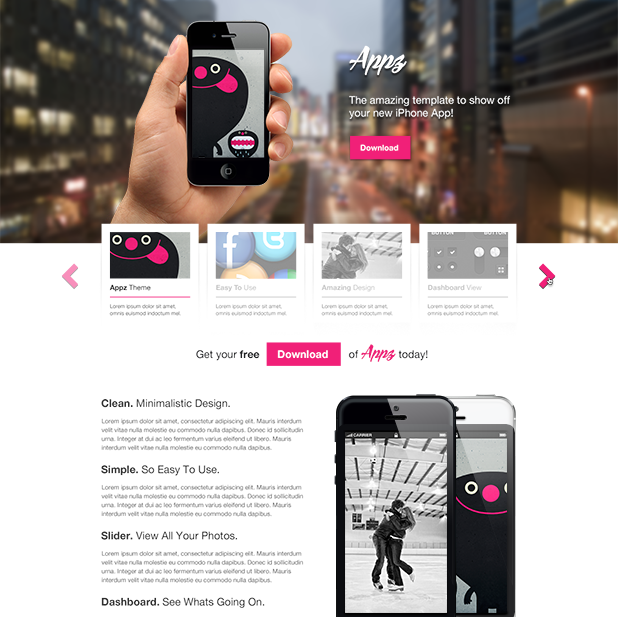 Appz
The amazing template to show off
your new iPhone App!
Download
BUTTON BUTTON
Appz Theme
Easy To Use
Amazing Design
Dashboard View
Lorem ipsum dolor sit amet,
omnis euismod indoctum mel.
Lorem ipsum dolor sit amet,
omnis euismod indoctum mel.
Lorem ipsum dolor sit amet,
omnis euismod indoctum mel.
Lorem ipsum dolor sit amet,
omnis euismod indoctum mel.
Get your free Download of Appz today!
Clean. Minimalistic Design.
Lorem ipsum dolor sit amet, consectetur adipiscing elit. Mauris interdum
velit vitae nulla molestie eu commodo nulla dapibus. Donec id sollicitudin
urna. Integer at dui ac leo fermentum varius eleifend ut libero. Mauris
interdum velit vitae nulla molestie eu commodo nulla dapibus.
Simple. So Easy To Use.
Lorem ipsum dolor sit amet, consectetur adipiscing elit. Mauris interdum
velit vitae nulla molestie eu commodo nulla dapibus. Donec id sollicitudin
urna. Integer at dui ac leo fermentum varius eleifend ut libero. Mauris
interdum velit vitae nulla molestie eu commodo nulla dapibus.
Slider. View All Your Photos.
Lorem ipsum dolor sit amet, consectetur adipiscing elit. Mauris interdum
velit vitae nulla molestie eu commodo nulla dapibus. Donec id sollicitudin
urna. Integer at dui ac leo fermentum varius eleifend ut libero. Mauris
interdum velit vitae nulla molestie eu commodo nulla dapibus.
Dashboard. See Whats Going On.
CARRIER